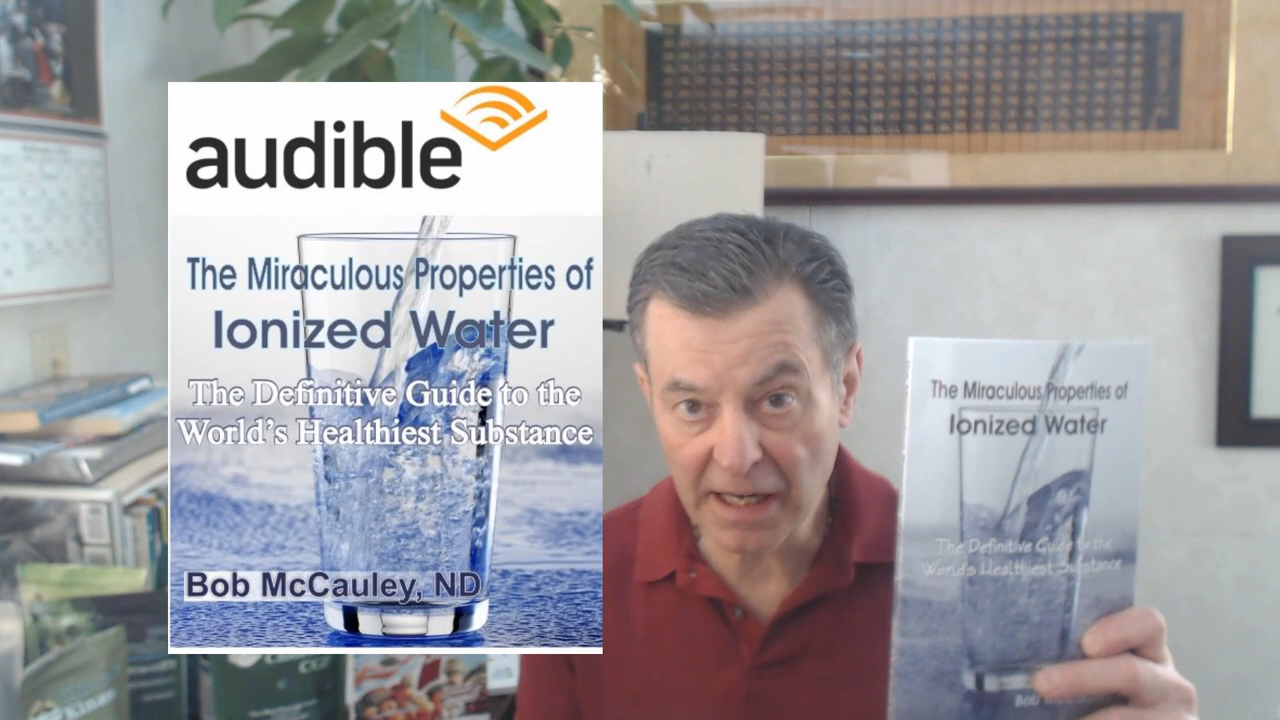 audible
The Miraculous Properties of
Ionized Water
The Definitive Guide to the
World's Healthiest Substance
Bob McCauley, ND
The Miraculous Properties of
Ionized Water
The Definitive Guide to the
World's Healthiest Substance
Bob